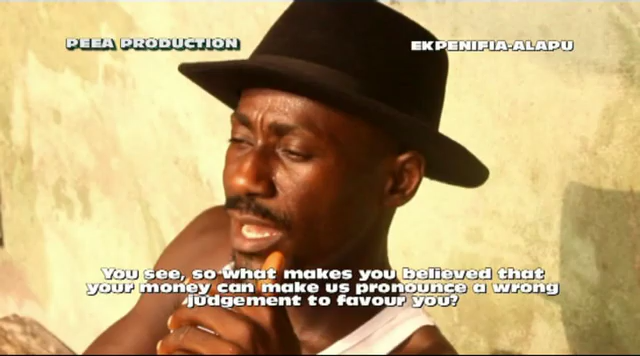 PEEA PRODUCTION
EKPENIFIA-ALAPU
You see, so what makes you believed that
your money can make us pronounce a wrong
judgement to favour you?